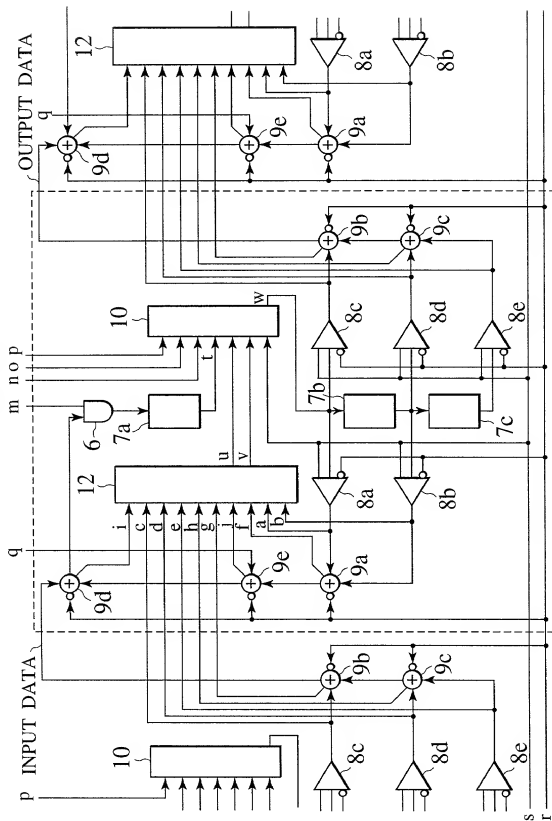 OUTPUT DATA
12
8a
8b
q
9d
9e
9a
9b
9c
m n o p
10
w
t
6
7a
8c
8d
8e
7b
7c
u
v
12
i
c
d
e
h
g
j
f
a
b
8a
8b
q
9d
9e
9a
p
INPUT DATA
10
9b
9c
8c
8d
8e
s
r